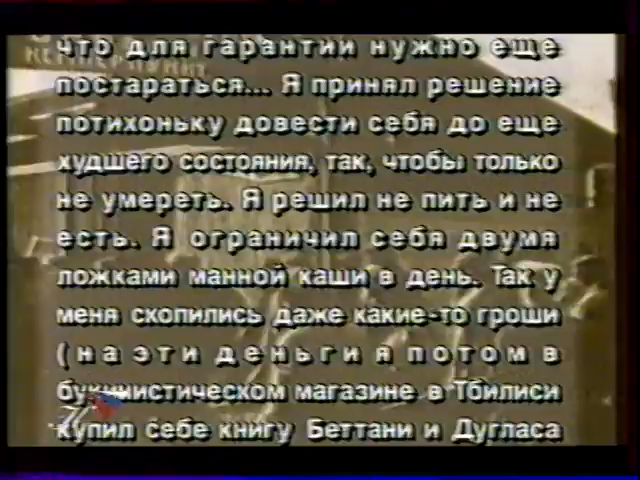 что для гарантии нужно еще
постараться... Я принял решение
потихоньку довести себя до еще
худшего состояния, так, чтобы только
не умереть. Я решил не пить и не
есть. Я ограничил себя двумя
ложками манной каши в день. Так у
меня скопились даже какие-то гроши
(на эти деньги я потом в
букинистическом магазине в Тбилиси
купил себе книгу Беттани и Дугласа